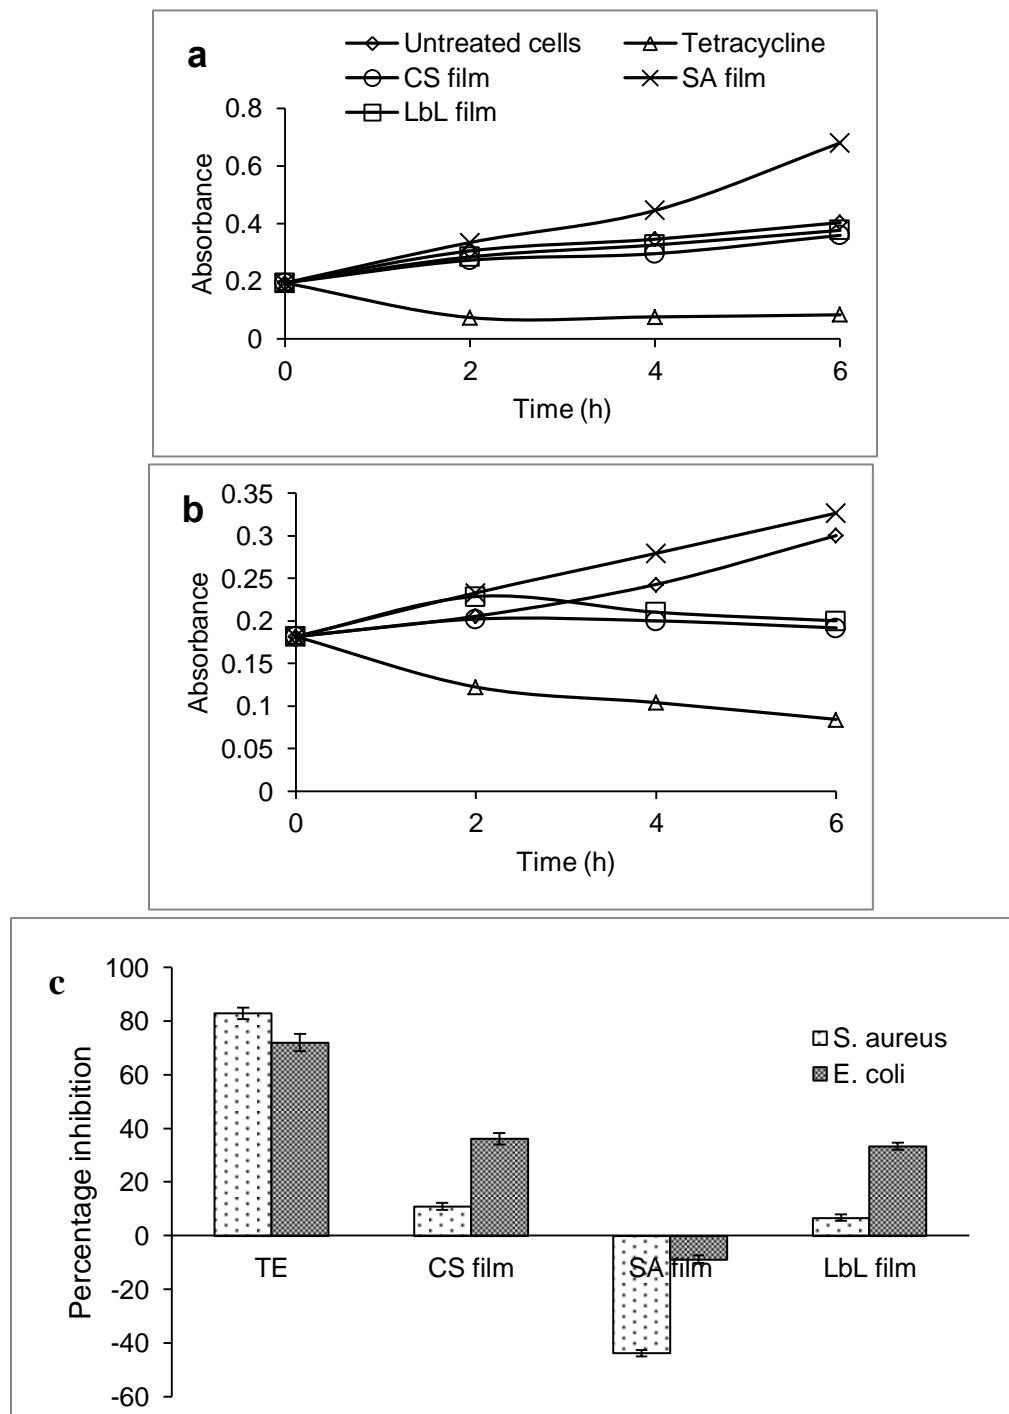 a
Untreated cells
Tetracycline
CS film
SA film
LbL film
0.8
0.6
0.4
0.2
0
Absorbance
0 2 4 6
Time (h)
b
0.35
0.3
0.25
0.2
0.15
0.1
0.05
0
Absorbance
0 2 4 6
Time (h)
c
100
80
60
40
20
0
-20
-40
-60
Percentage inhibition
S. aureus
E. coli
TE CS film SA film LbL film